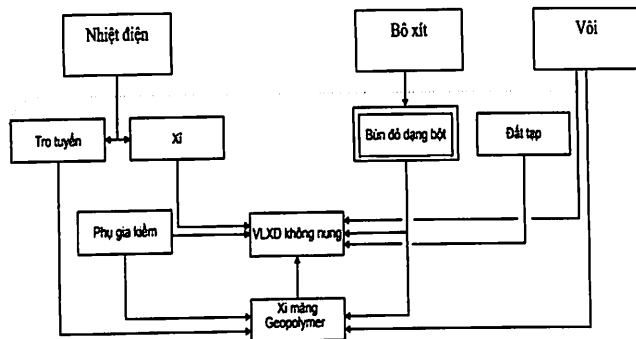 Nhiệt điện
Bô xít
Vôi
Tro tuyển
Xỉ
Bùn đỏ dạng bột
Đất tạp
Phụ gia kiềm
VLXD không nung
Xi măng
Geopolymer